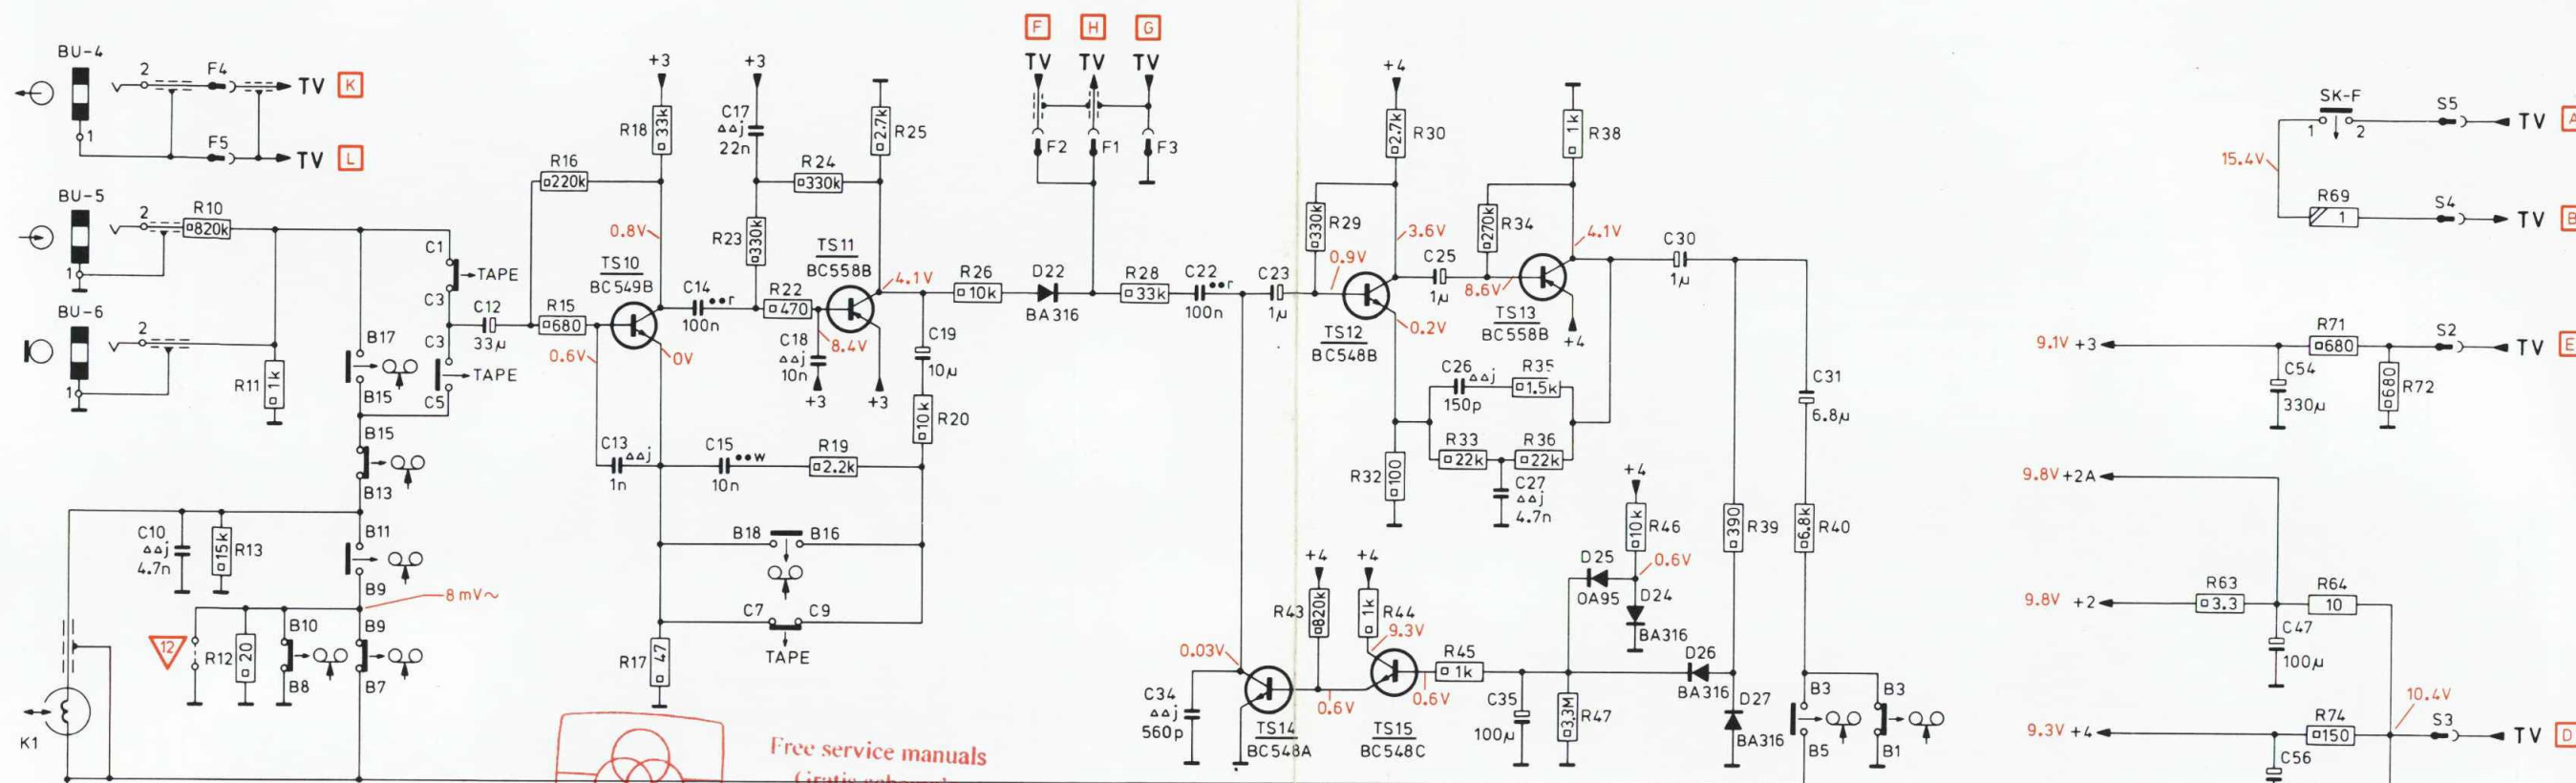 F H G
TV TV TV
BU-4
2 F4 TV K
1 F5 TV L
BU-5
2 R10
820k
1
BU-6
2
1
R11 1k
C1
TAPE
C3
C3
TAPE
C5
B17
B15
B15
B13
B11
B9
8mV~
B9
B7
B10
B8
C10
ΔΔj
4.7n
R13 15k
12
R12 20
K1
C12
33µ
R16
220k
R15
680
+3
R18 33k
0.8V
TS10
BC549B
0.6V
0V
C13 ΔΔj
1n
C14 ••r
100n
+3
C17
ΔΔj
22n
R23 330k
R24
330k
2.7k R25
R22
470
C18
ΔΔj
10n
+3
TS11
BC558B
4.1V
8.4V
+3
C15 ••w
10n
R19
2.2k
C19
10µ
10k R20
B18 B16
C7 C9
TAPE
R17 47
R26
10k
D22
BA316
F2 F1 F3
R28
33k
C22 ••r
100n
C23
1µ
330k R29
+4
2.7k R30
3.6V
0.9V
TS12
BC548B
0.2V
C25
1µ
270k R34
1k R38
4.1V
8.6V
TS13
BC558B
+4
C30
1µ
C26 ΔΔj
150p
R35
1.5k
R33
22k
R36
22k
C27
ΔΔj
4.7n
R32 100
+4
10k R46
0.6V
D25
OA95
D24
BA316
390 R39
C31
6.8µ
6.8k R40
+4
R43 820k
+4
1k R44
9.3V
0.03V
C34
ΔΔj
560p
TS14
BC548A
0.6V
TS15
BC548C
0.6V
R45
1k
C35
100µ
3.3M R47
D26
BA316
D27
BA316
B3
B5
B3
B1
SK-F
1 2
S5 TV A
15.4V
R69
1
S4 TV B
9.1V +3
R71
680
S2 TV E
C54
330µ
680 R72
9.8V +2A
9.8V +2
R63
3.3
R64
10
C47
100µ
10.4V
9.3V +4
R74
150
S3 TV D
C56
Free service manuals
Gratis